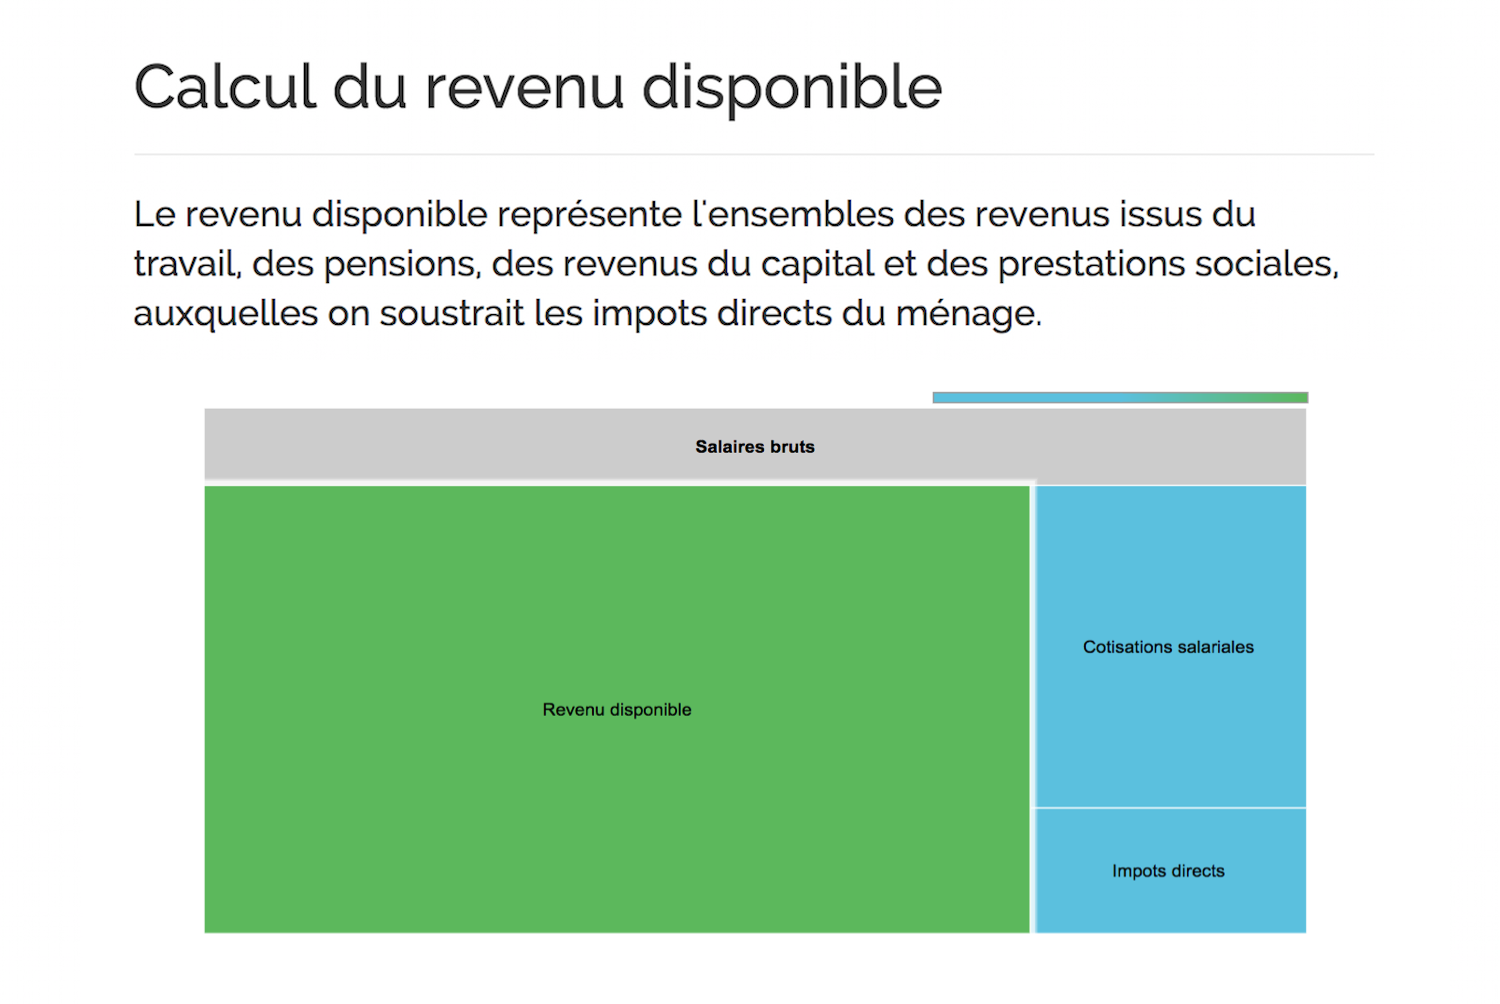 Calcul du revenu disponible
Le revenu disponible représente l'ensembles des revenus issus du
travail, des pensions, des revenus du capital et des prestations sociales,
auxquelles on soustrait les impots directs du ménage.
Salaires bruts
Revenu disponible
Cotisations salariales
Impots directs